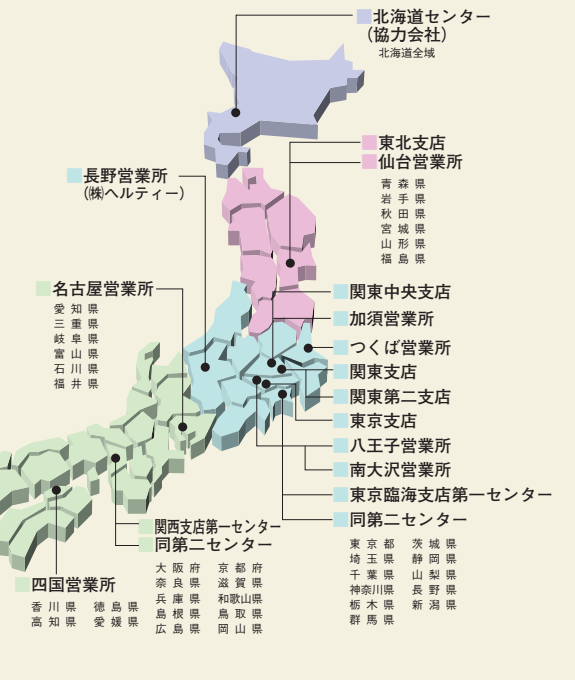 北海道センター
（協力会社）
北海道全域
東北支店
仙台営業所
青森県
岩手県
秋田県
宮城県
山形県
福島県
長野営業所
（㈱ヘルティー）
名古屋営業所
愛知県
三重県
岐阜県
富山県
石川県
福井県
関東中央支店
加須営業所
つくば営業所
関東支店
関東第二支店
東京支店
八王子営業所
南大沢営業所
東京臨海支店第一センター
同第二センター
東京都 茨城県
埼玉県 静岡県
千葉県 山梨県
神奈川県 長野県
栃木県 新潟県
群馬県
関西支店第一センター
同第二センター
大阪府 京都府
奈良県 滋賀県
兵庫県 和歌山県
島根県 鳥取県
広島県 岡山県
四国営業所
香川県 徳島県
高知県 愛媛県